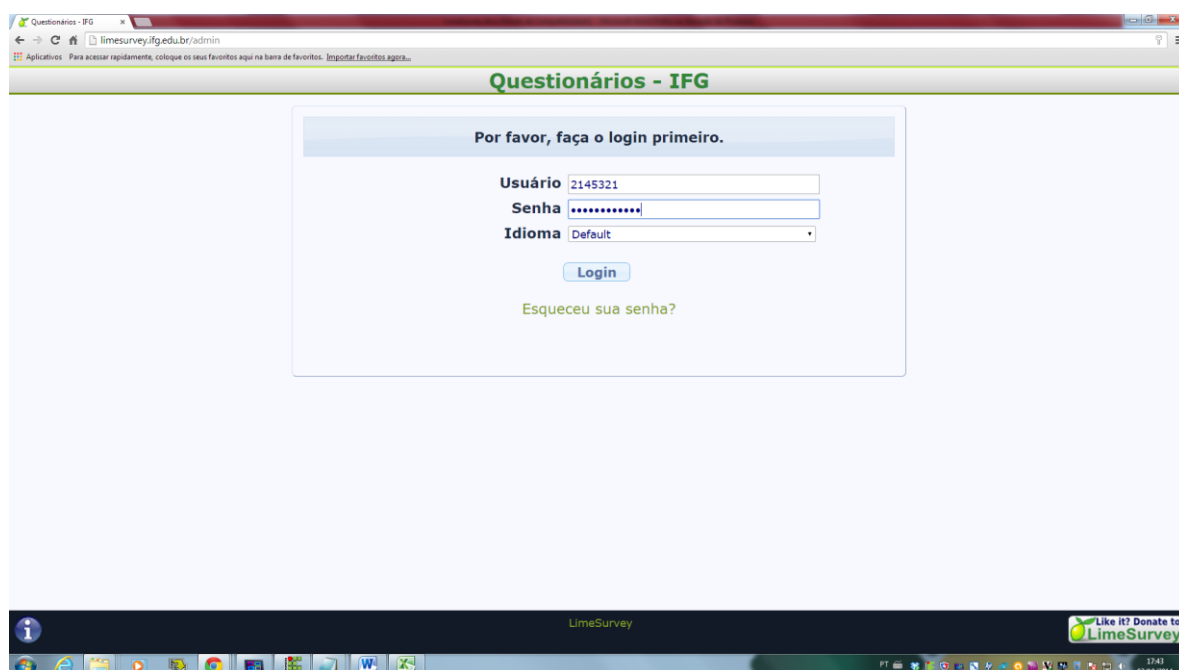 Questionários - IFG
limesurvey.ifg.edu.br/admin
Aplicativos Para acessar rapidamente, coloque os seus favoritos aqui na barra de favoritos. Importar favoritos agora...
Questionários - IFG
Por favor, faça o login primeiro.
Usuário 2145321
Senha ••••••••••••
Idioma Default
Login
Esqueceu sua senha?
LimeSurvey
Like it? Donate to
LimeSurvey
PT
17:43